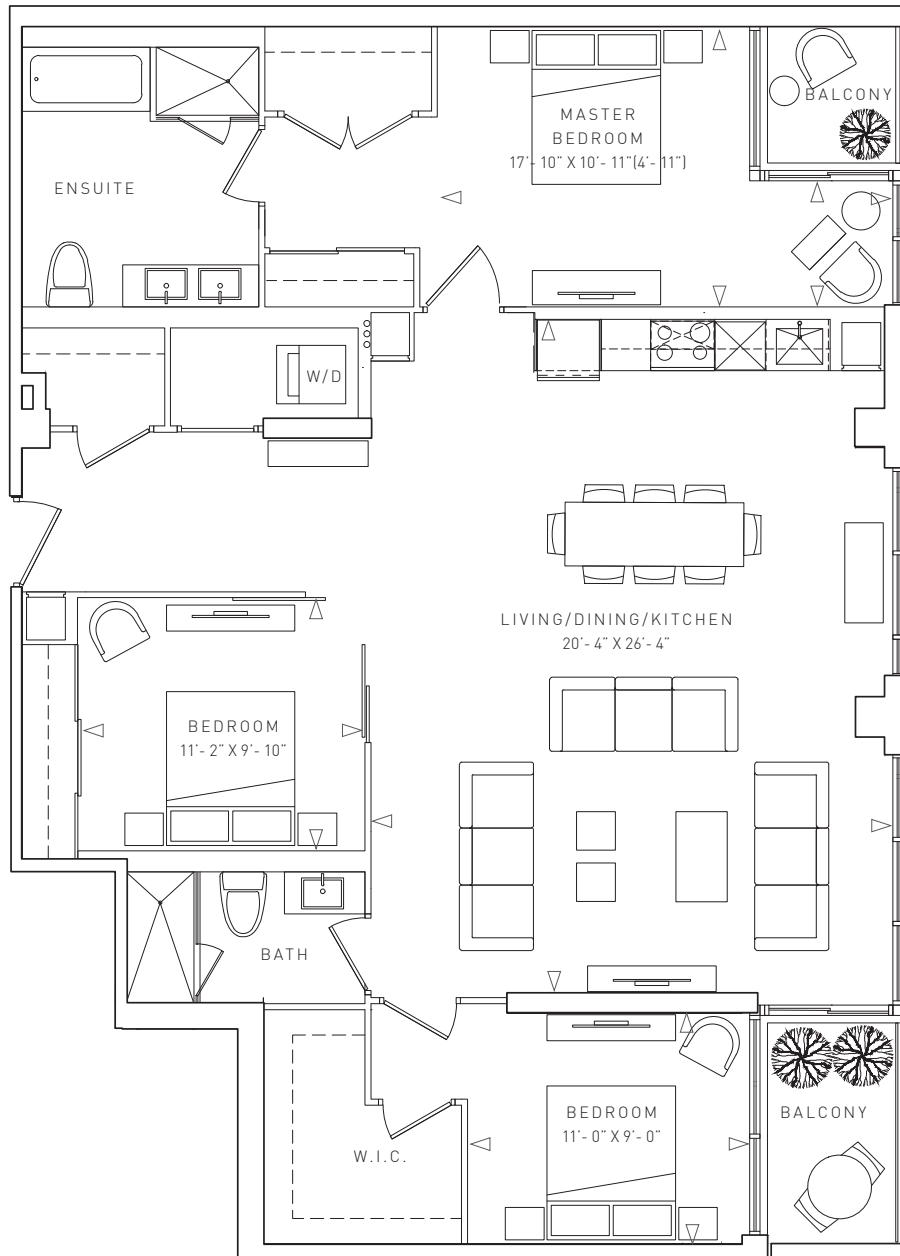 BALCONY
MASTER
BEDROOM
17'- 10" X 10'- 11"(4'- 11")
ENSUITE
W/D
LIVING/DINING/KITCHEN
20'- 4" X 26'- 4"
BEDROOM
11'- 2" X 9'- 10"
BATH
BEDROOM
11'- 0" X 9'- 0"
BALCONY
W.I.C.